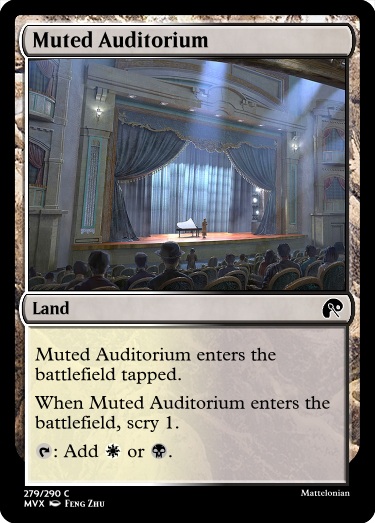 Muted Auditorium
Land
Muted Auditorium enters the
battlefield tapped.
When Muted Auditorium enters the
battlefield, scry 1.
: Add or .
279/290 C
MVX Feng Zhu
Mattelonian